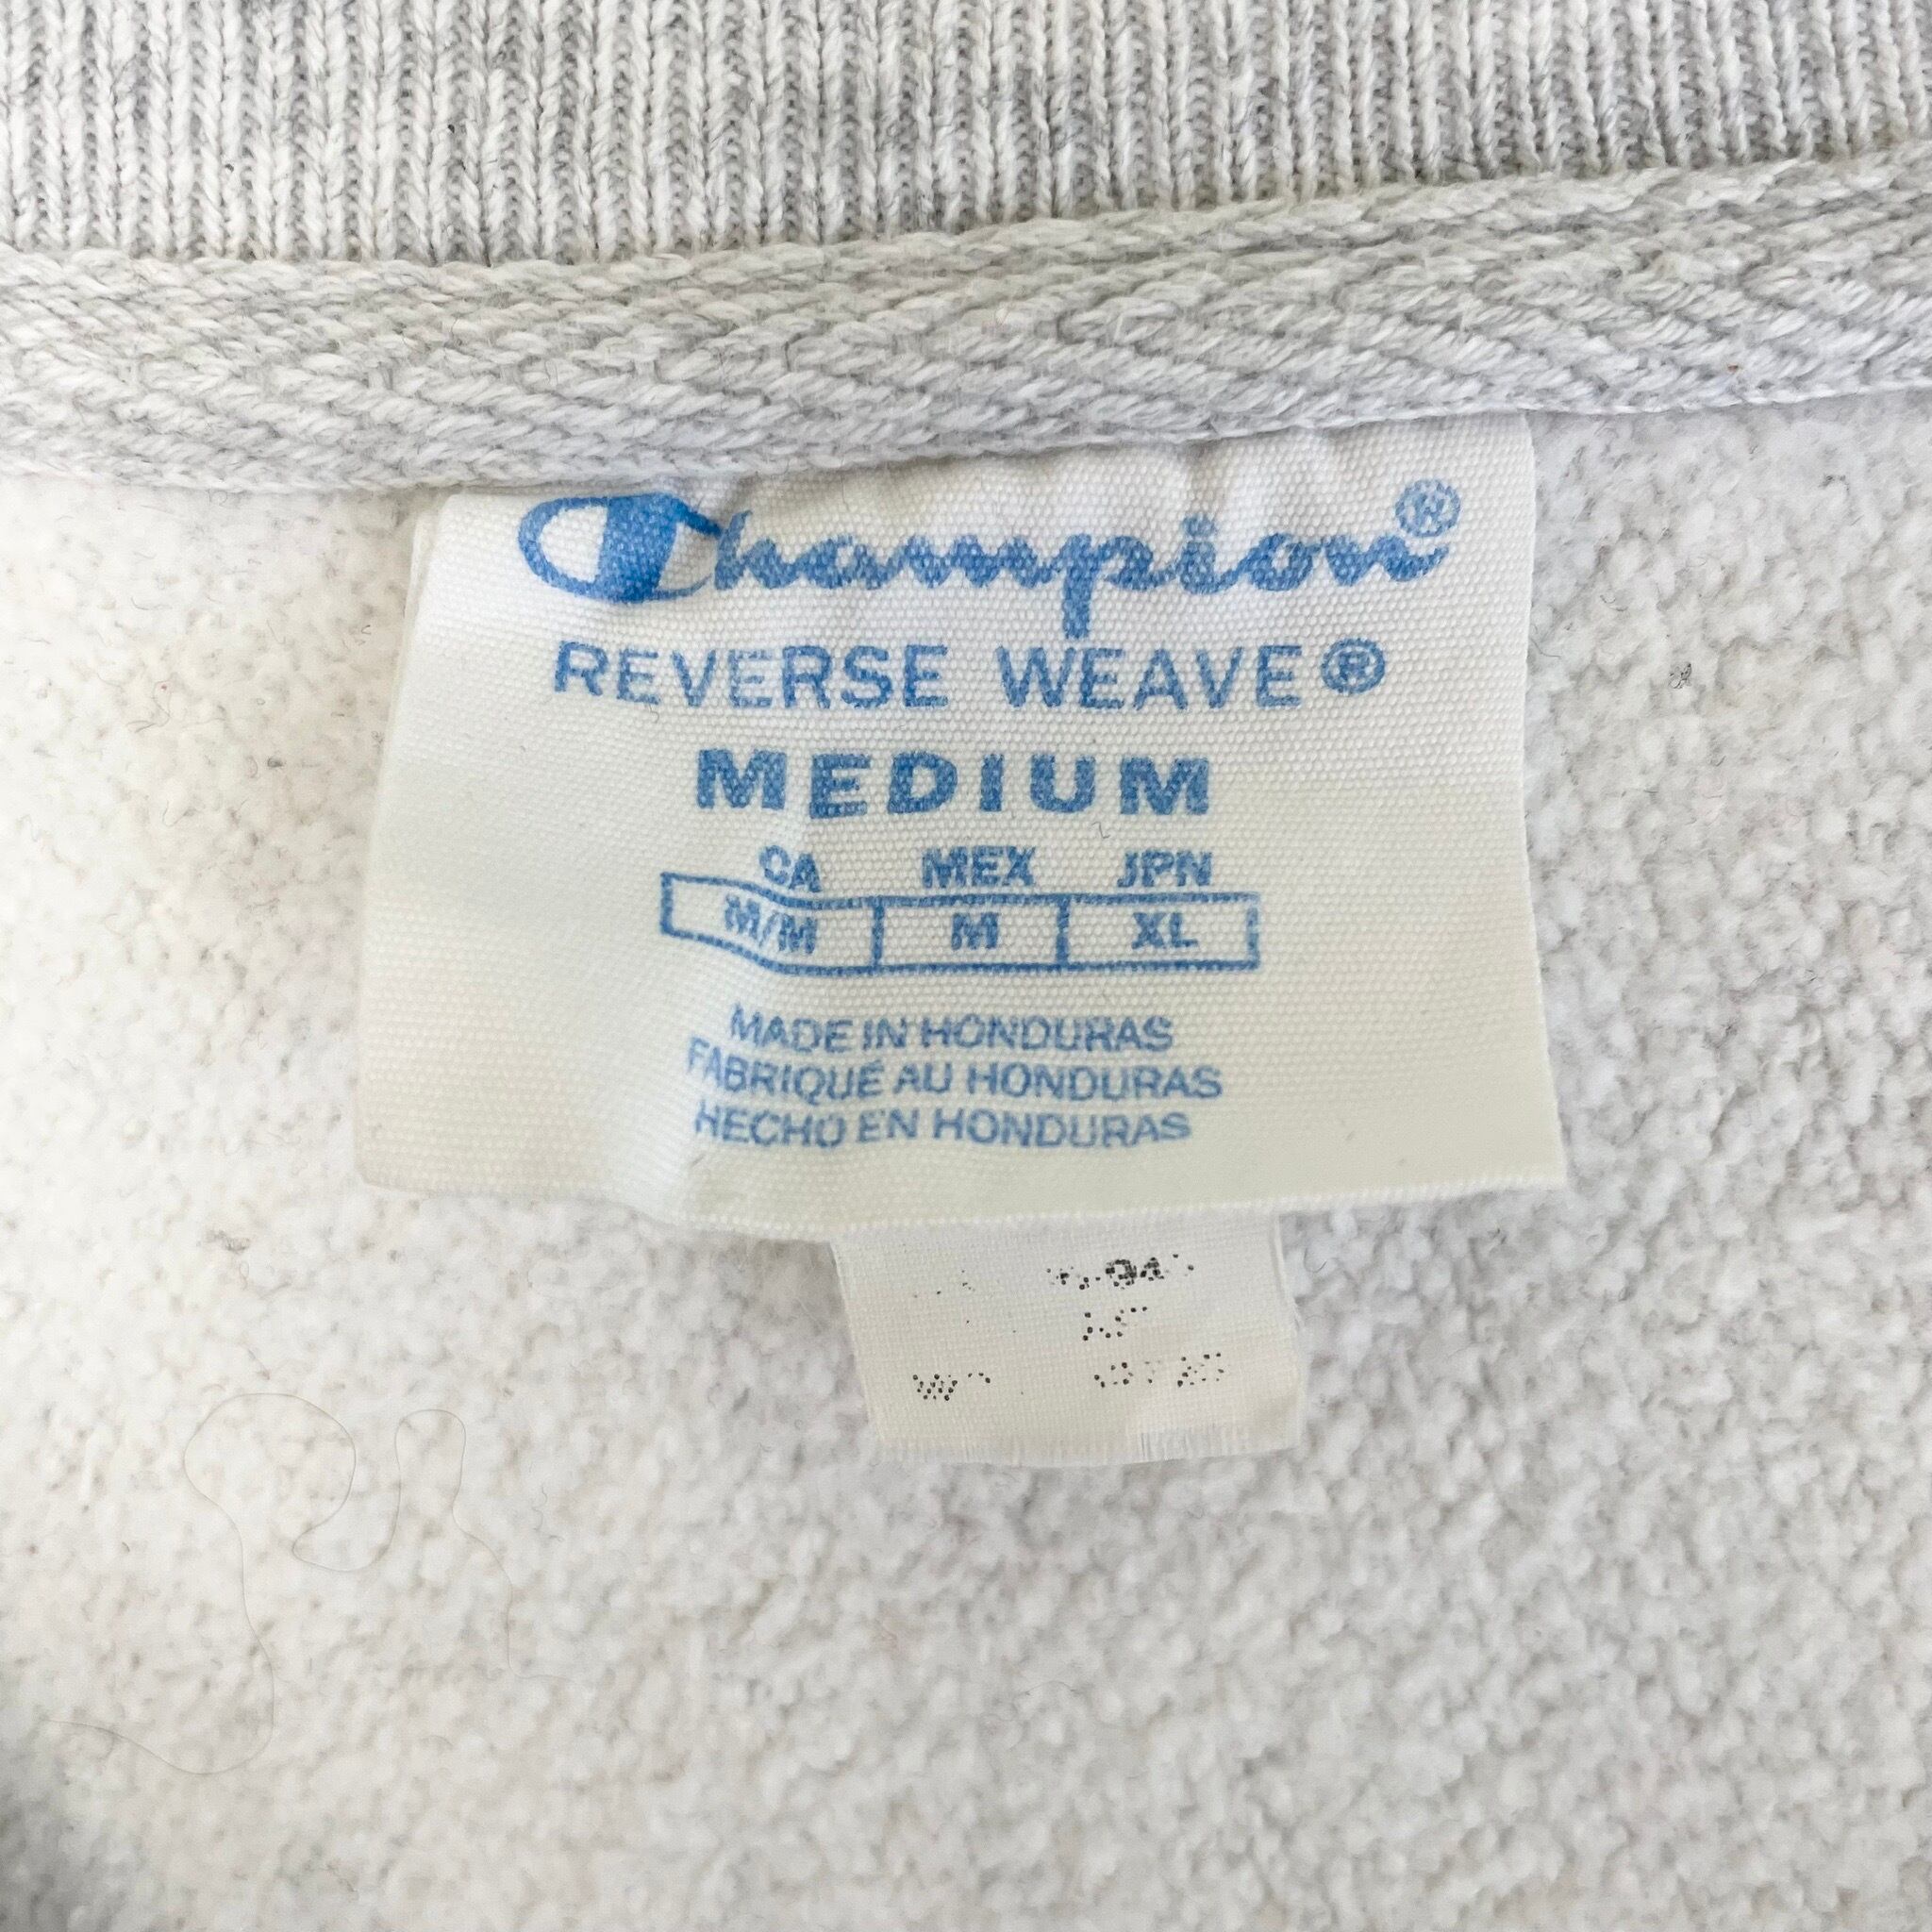 Champion®
REVERSE WEAVE®
MEDIUM
CA MEX JPN
M/M M XL
MADE IN HONDURAS
FABRIQUÉ AU HONDURAS
HECHO EN HONDURAS